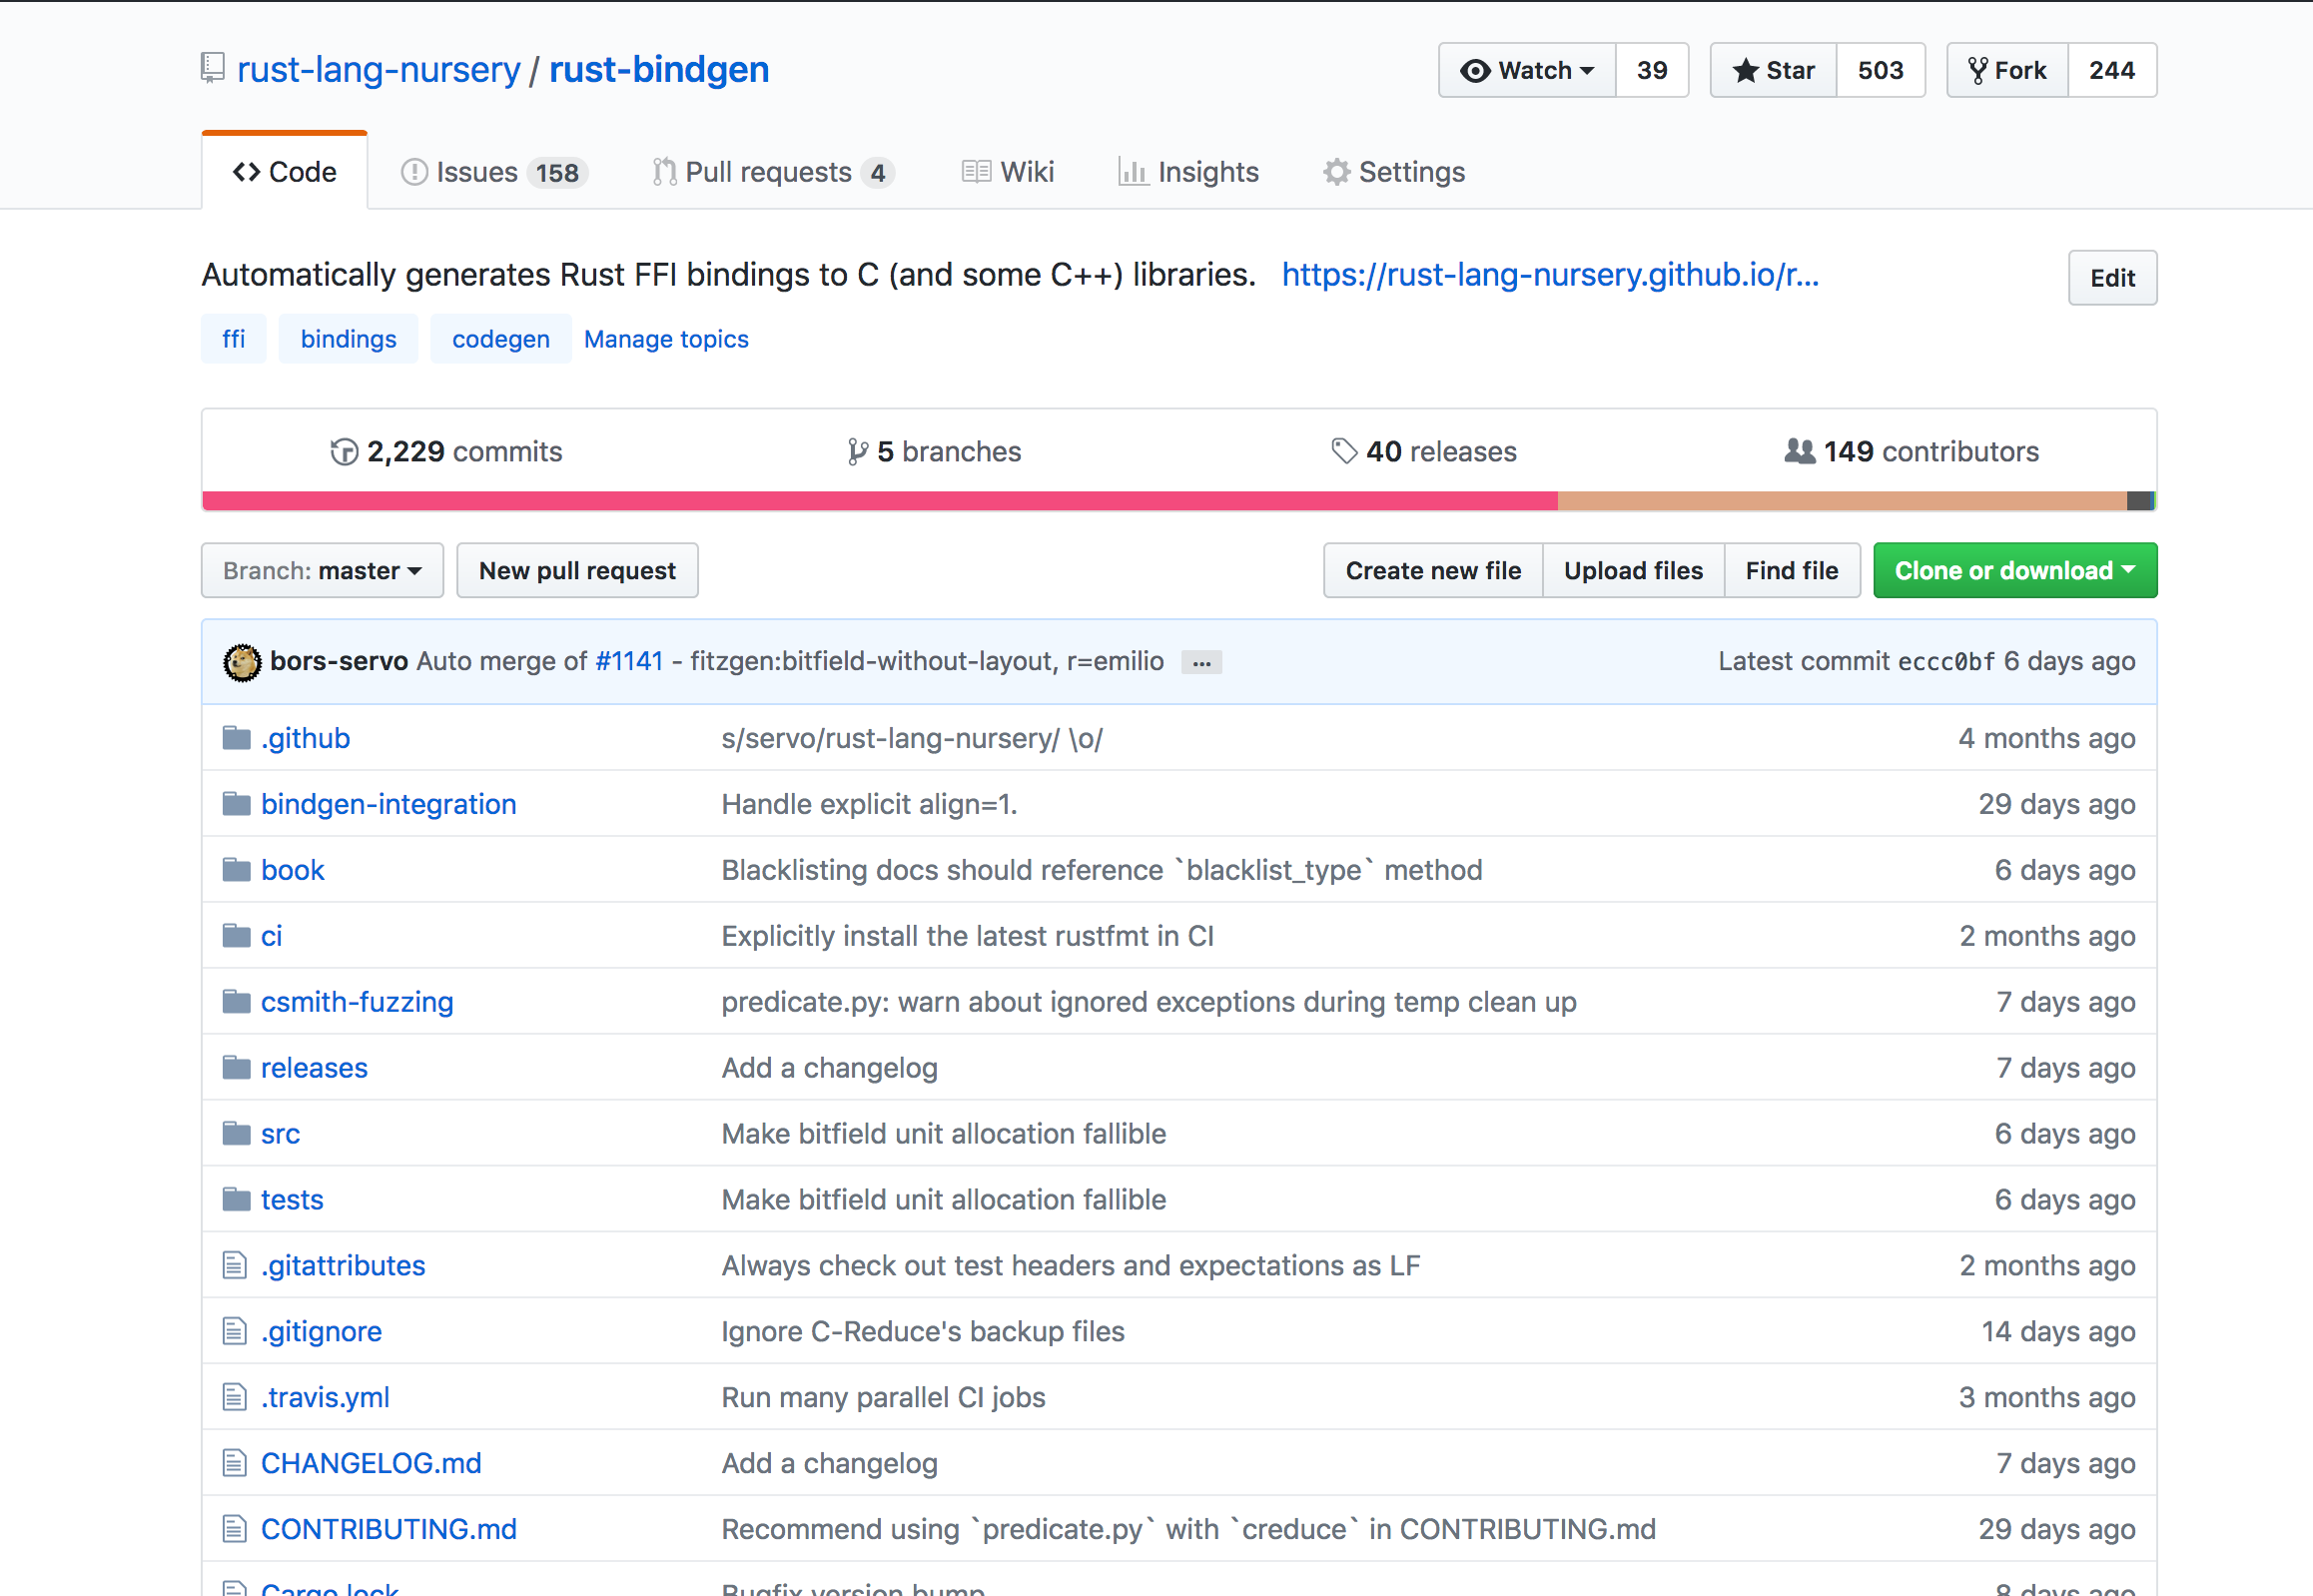 rust-lang-nursery / rust-bindgen
Watch 39 Star 503 Fork 244
Code Issues 158 Pull requests 4 Wiki Insights Settings
Automatically generates Rust FFI bindings to C (and some C++) libraries. https://rust-lang-nursery.github.io/r... Edit
ffi bindings codegen Manage topics
2,229 commits 5 branches 40 releases 149 contributors
Branch: master New pull request Create new file Upload files Find file Clone or download
bors-servo Auto merge of #1141 - fitzgen:bitfield-without-layout, r=emilio ... Latest commit eccc0bf 6 days ago
.github s/servo/rust-lang-nursery/ \o/ 4 months ago
bindgen-integration Handle explicit align=1. 29 days ago
book Blacklisting docs should reference `blacklist_type` method 6 days ago
ci Explicitly install the latest rustfmt in CI 2 months ago
csmith-fuzzing predicate.py: warn about ignored exceptions during temp clean up 7 days ago
releases Add a changelog 7 days ago
src Make bitfield unit allocation fallible 6 days ago
tests Make bitfield unit allocation fallible 6 days ago
.gitattributes Always check out test headers and expectations as LF 2 months ago
.gitignore Ignore C-Reduce's backup files 14 days ago
.travis.yml Run many parallel CI jobs 3 months ago
CHANGELOG.md Add a changelog 7 days ago
CONTRIBUTING.md Recommend using `predicate.py` with `creduce` in CONTRIBUTING.md 29 days ago
Cargo.lock Bugfix version bump 8 days ago